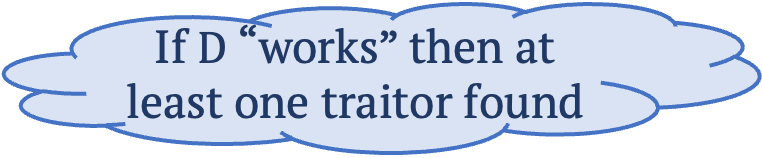 If D “works” then at
least one traitor found